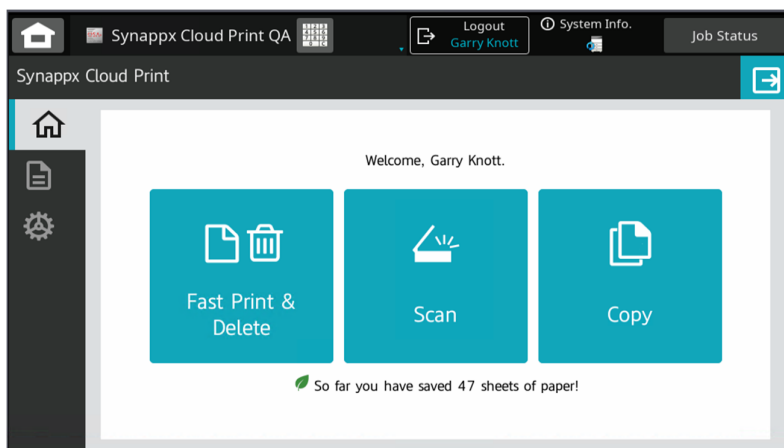 Synappx Cloud Print QA
Logout
Garry Knott
System Info.
Job Status
Synappx Cloud Print
Welcome, Garry Knott.
Fast Print &
Delete
Scan
Copy
So far you have saved 47 sheets of paper!